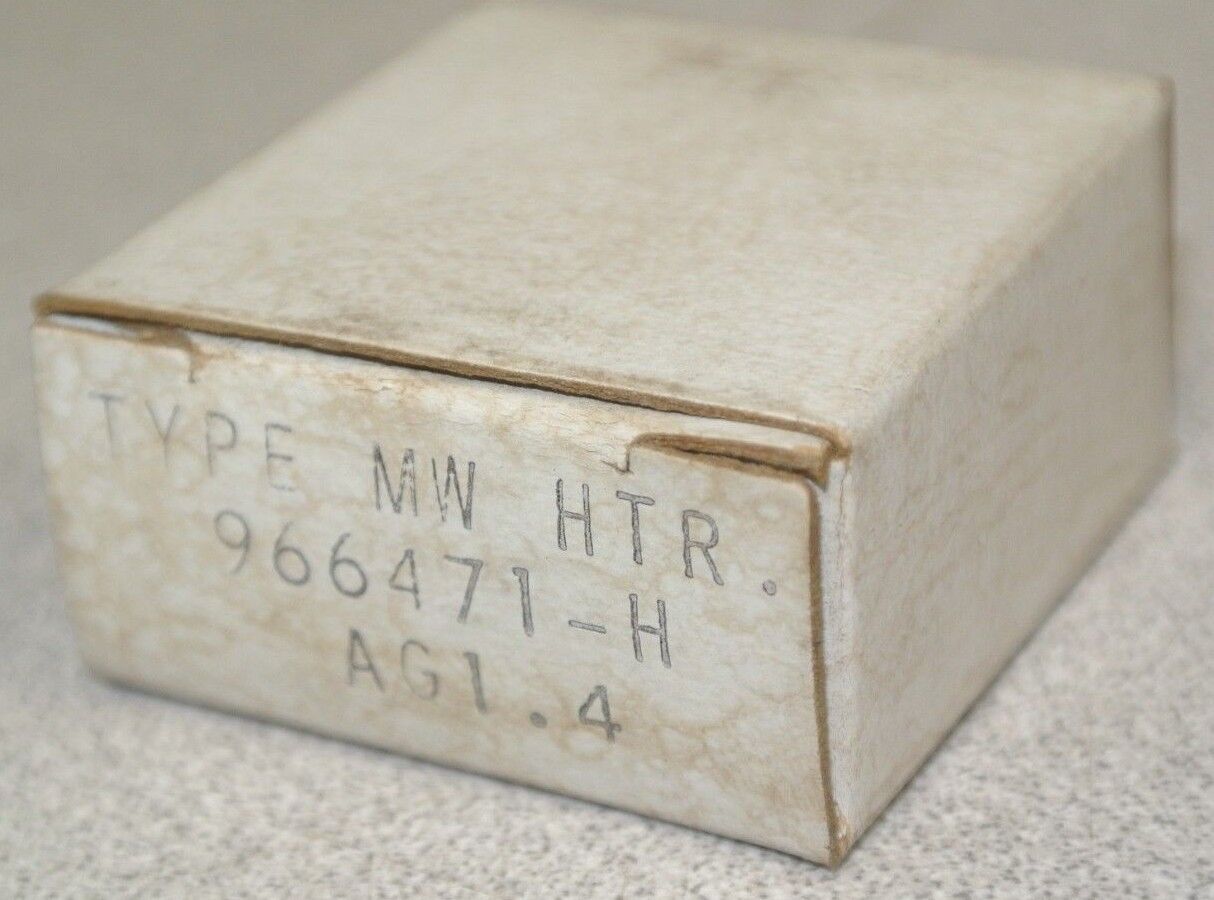 TYPE MW HTR.
966471-H
AG1.4